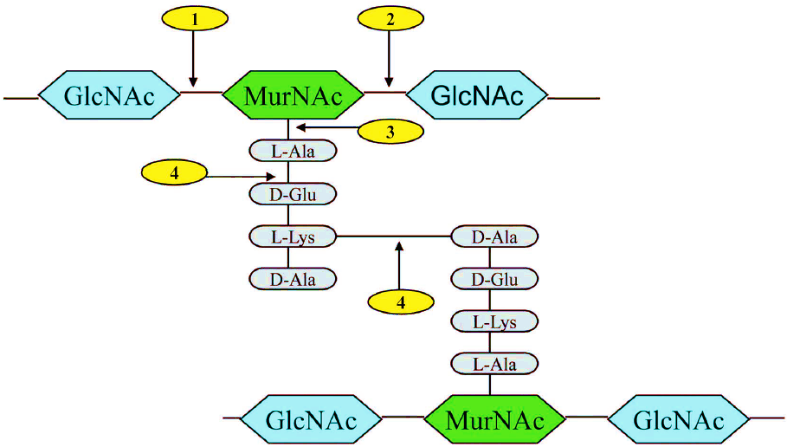 1 2
GlcNAc MurNAc GlcNAc
3
L-Ala
4
D-Glu
L-Lys D-Ala
D-Ala D-Glu
4
L-Lys
L-Ala
GlcNAc MurNAc GlcNAc